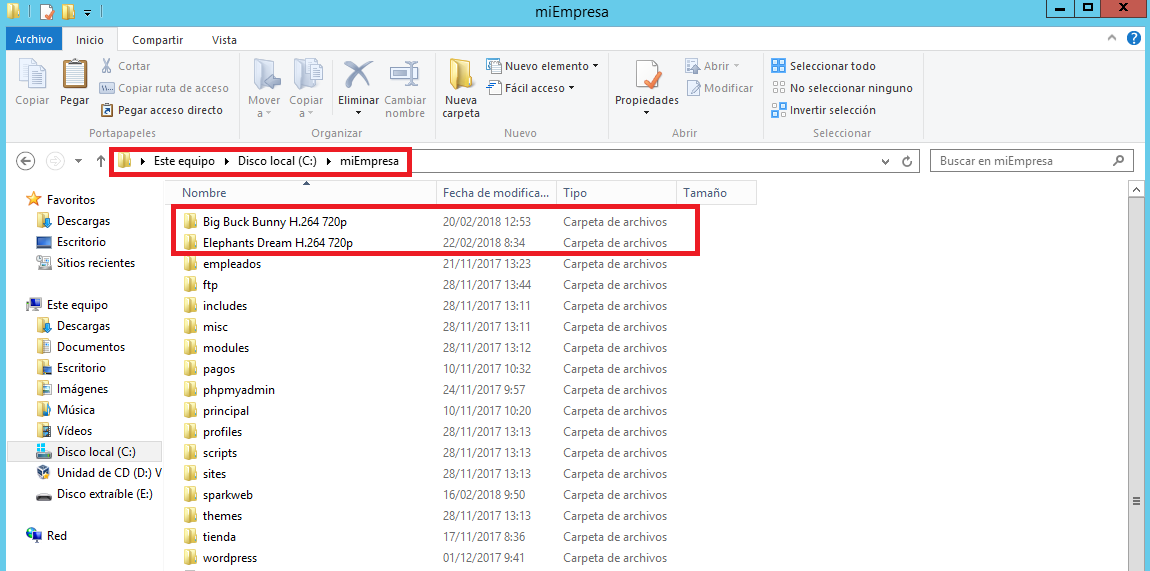 miEmpresa
Archivo Inicio Compartir Vista
Copiar
Pegar
Cortar
Copiar ruta de acceso
Pegar acceso directo
Portapapeles
Mover a
Copiar a
Eliminar
Cambiar nombre
Organizar
Nueva carpeta
Nuevo elemento
Fácil acceso
Nuevo
Propiedades
Abrir
Modificar
Abrir
Seleccionar todo
No seleccionar ninguno
Invertir selección
Seleccionar
Este equipo Disco local (C:) miEmpresa
Buscar en miEmpresa
Favoritos
Descargas
Escritorio
Sitios recientes
Este equipo
Descargas
Documentos
Escritorio
Imágenes
Música
Vídeos
Disco local (C:)
Unidad de CD (D:) V
Disco extraíble (E:)
Red
Nombre Fecha de modifica... Tipo Tamaño
Big Buck Bunny H.264 720p 20/02/2018 12:53 Carpeta de archivos
Elephants Dream H.264 720p 22/02/2018 8:34 Carpeta de archivos
empleados 21/11/2017 13:23 Carpeta de archivos
ftp 28/11/2017 13:44 Carpeta de archivos
includes 28/11/2017 13:11 Carpeta de archivos
misc 28/11/2017 13:11 Carpeta de archivos
modules 28/11/2017 13:12 Carpeta de archivos
pagos 10/11/2017 10:32 Carpeta de archivos
phpmyadmin 24/11/2017 9:57 Carpeta de archivos
principal 10/11/2017 10:20 Carpeta de archivos
profiles 28/11/2017 13:13 Carpeta de archivos
scripts 28/11/2017 13:13 Carpeta de archivos
sites 28/11/2017 13:13 Carpeta de archivos
sparkweb 16/02/2018 9:50 Carpeta de archivos
themes 28/11/2017 13:13 Carpeta de archivos
tienda 17/11/2017 8:36 Carpeta de archivos
wordpress 01/12/2017 9:41 Carpeta de archivos